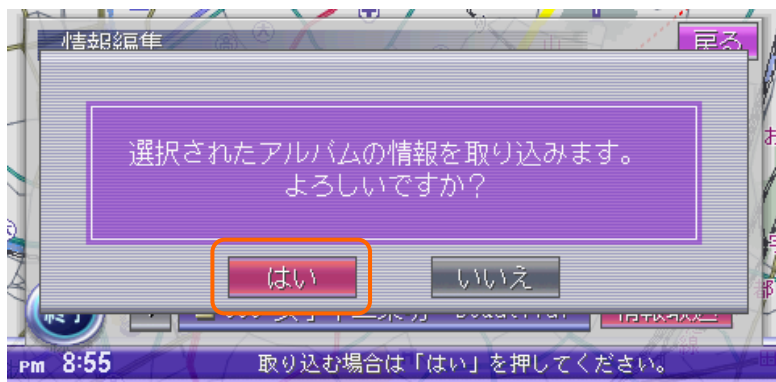 情報編集
戻る
選択されたアルバムの情報を取り込みます。
よろしいですか?
はい
いいえ
終了
PM 8:55
取り込む場合は「はい」を押してください。